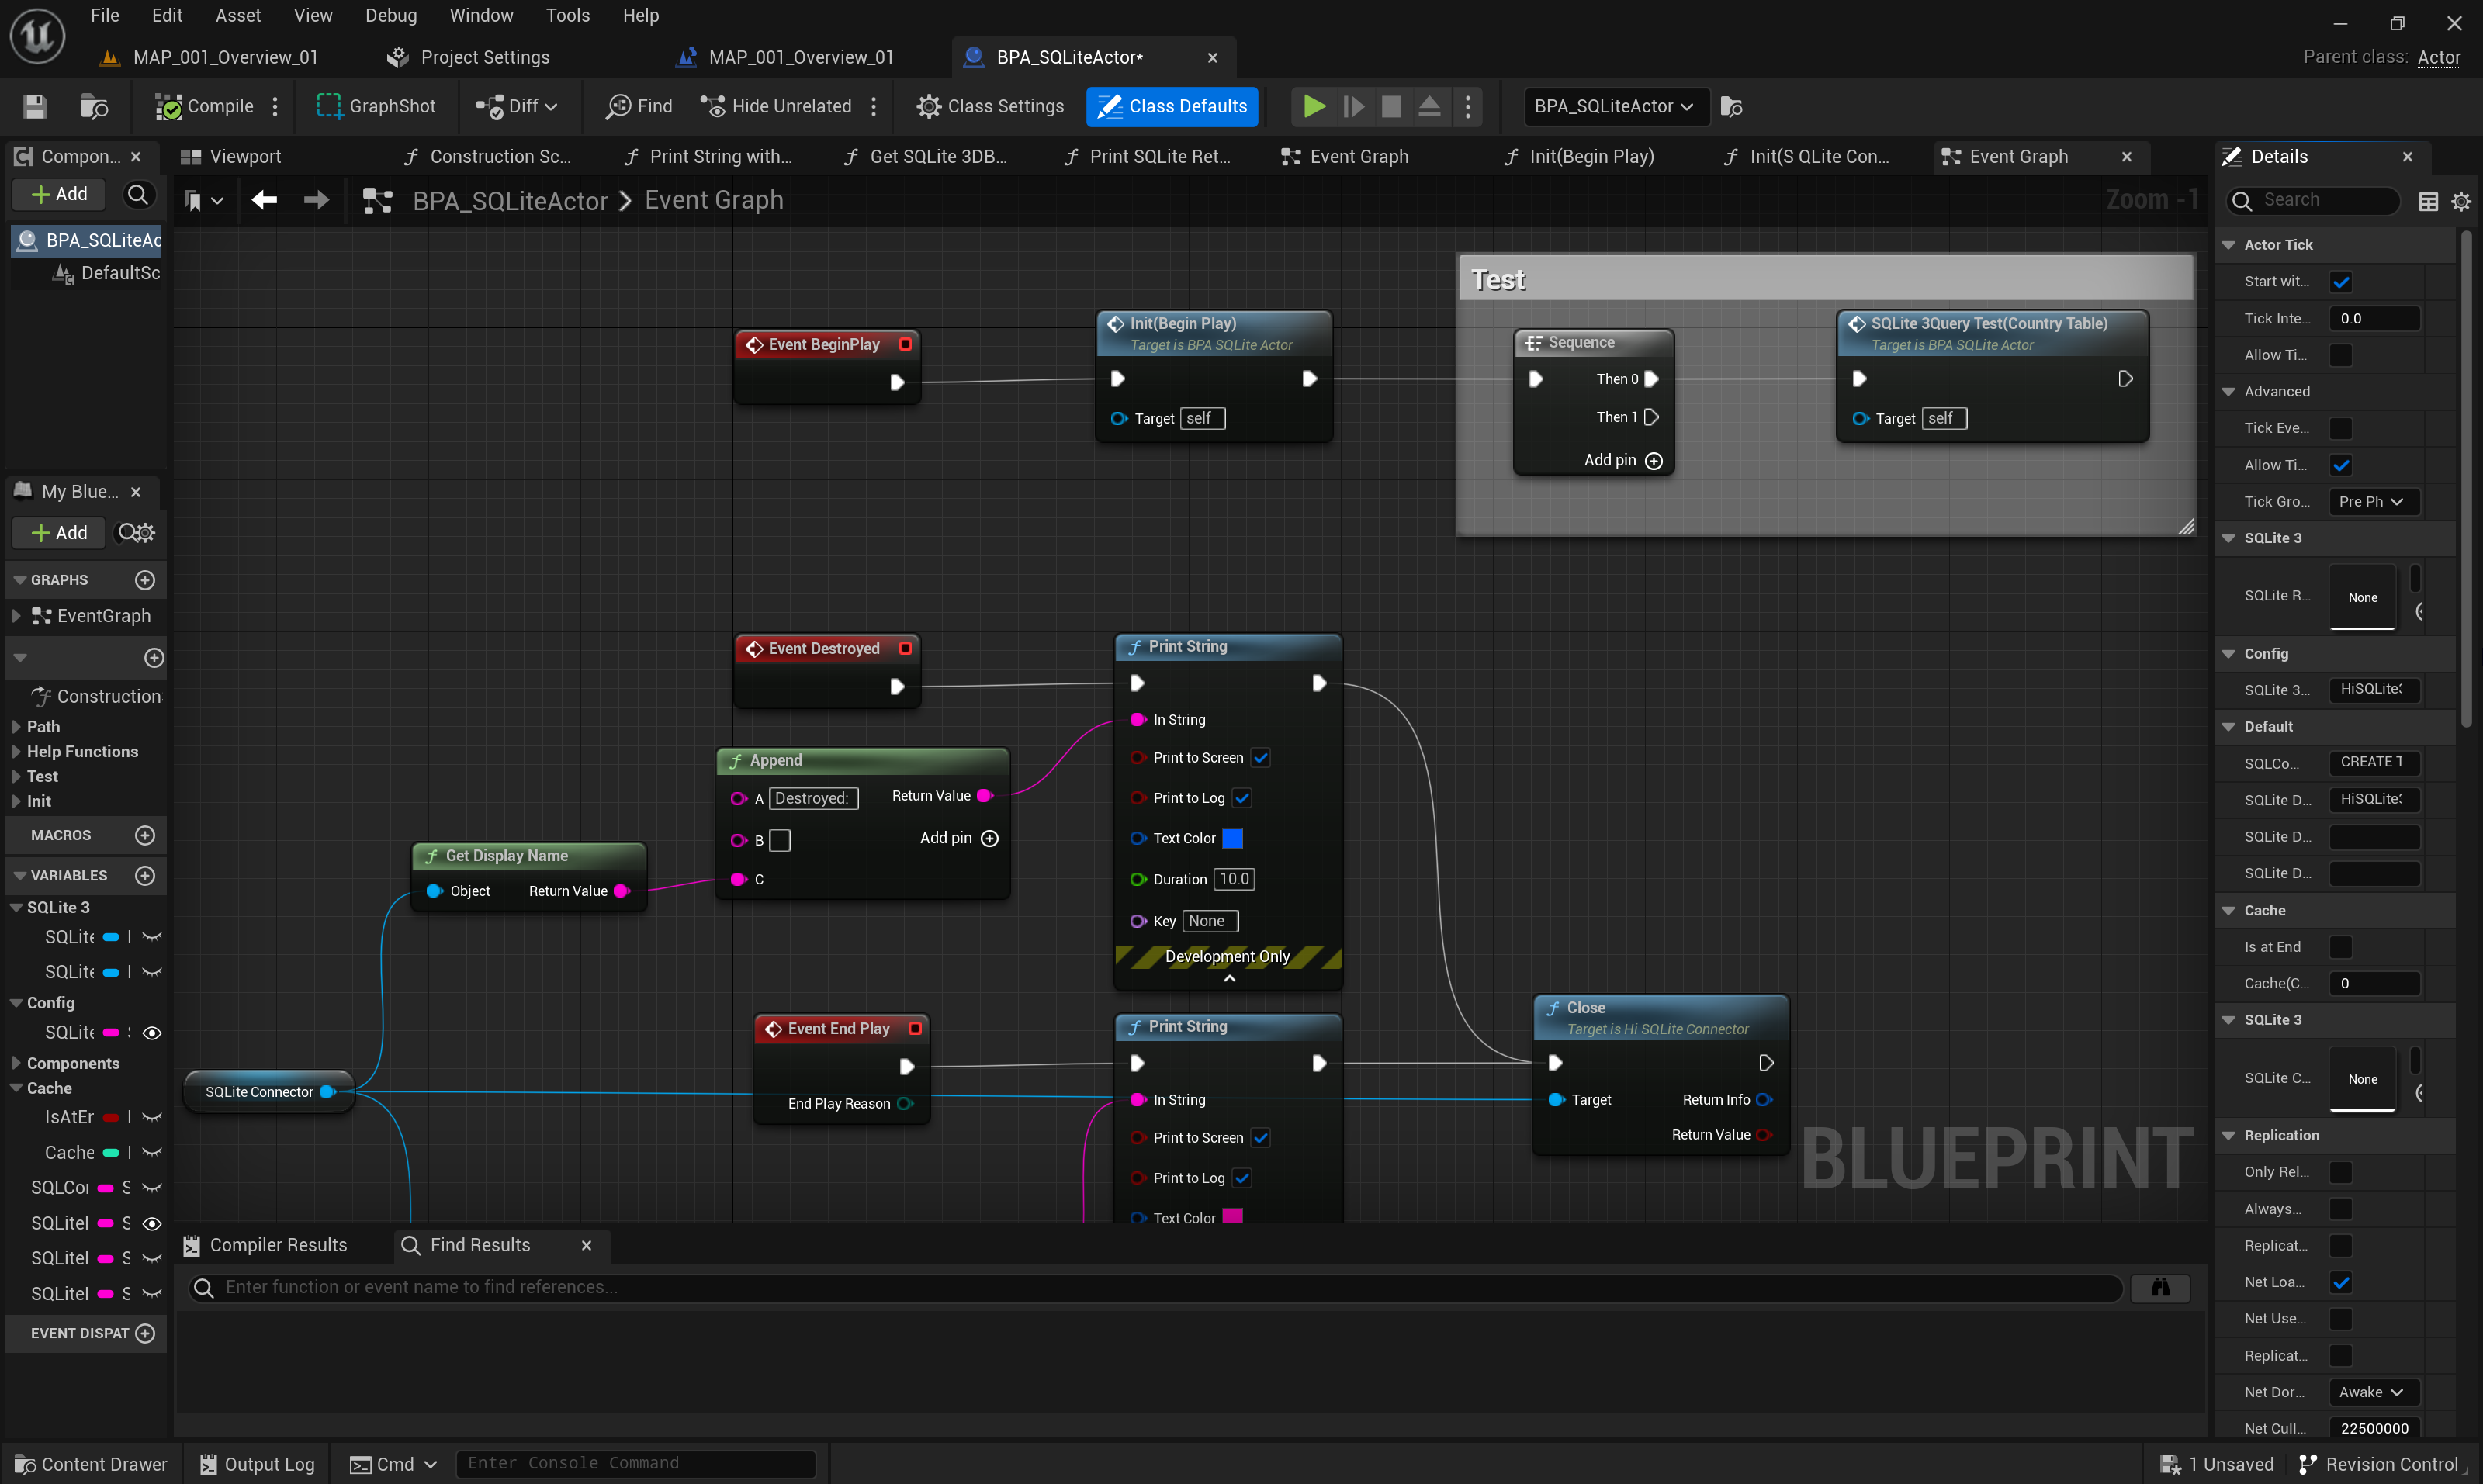 File Edit Asset View Debug Window Tools Help
MAP_001_Overview_01
Project Settings
MAP_001_Overview_01
BPA_SQLiteActor*
Parent class: Actor
Compile
GraphShot
Diff
Find
Hide Unrelated
Class Settings
Class Defaults
BPA_SQLiteActor
Compon...
Viewport
Construction Sc...
Print String with...
Get SQLite 3DB...
Print SQLite Ret...
Event Graph
Init(Begin Play)
Init(S QLite Con...
Event Graph
Details
Add
BPA_SQLiteActor > Event Graph
Zoom -1
Search
BPA_SQLiteAc
DefaultSc
My Blue...
Add
GRAPHS
EventGraph
Construction
Path
Help Functions
Test
Init
MACROS
VARIABLES
SQLite 3
SQLite
SQLite
Config
SQLite
Components
Cache
IsAtEr
Cache
SQLCor S
SQLiteI S
SQLiteI S
SQLiteI S
EVENT DISPAT
Test
Event BeginPlay
Init(Begin Play)
Target is BPA SQLite Actor
Target self
Sequence
Then 0
Then 1
Add pin
SQLite 3Query Test(Country Table)
Target is BPA SQLite Actor
Target self
Event Destroyed
Print String
In String
Print to Screen
Print to Log
Text Color
Duration 10.0
Key None
Development Only
Append
A Destroyed: Return Value
B Add pin
C
Get Display Name
Object Return Value
SQLite Connector
Event End Play
End Play Reason
Print String
In String
Print to Screen
Print to Log
Text Color
Close
Target is Hi SQLite Connector
Target Return Info
Return Value
BLUEPRINT
Compiler Results
Find Results
Enter function or event name to find references...
Actor Tick
Start wit...
Tick Inte... 0.0
Allow Ti...
Advanced
Tick Eve...
Allow Ti...
Tick Gro... Pre Ph
SQLite 3
SQLite R... None
Config
SQLite 3... HiSQLite
Default
SQLCo... CREATE T
SQLite D... HiSQLite
SQLite D...
SQLite D...
Cache
Is at End
Cache(C... 0
SQLite 3
SQLite C... None
Replication
Only Rel...
Always...
Replicat...
Net Loa...
Net Use...
Replicat...
Net Dor... Awake
Net Cull... 22500000
Content Drawer
Output Log
Cmd
Enter Console Command
1 Unsaved
Revision Control